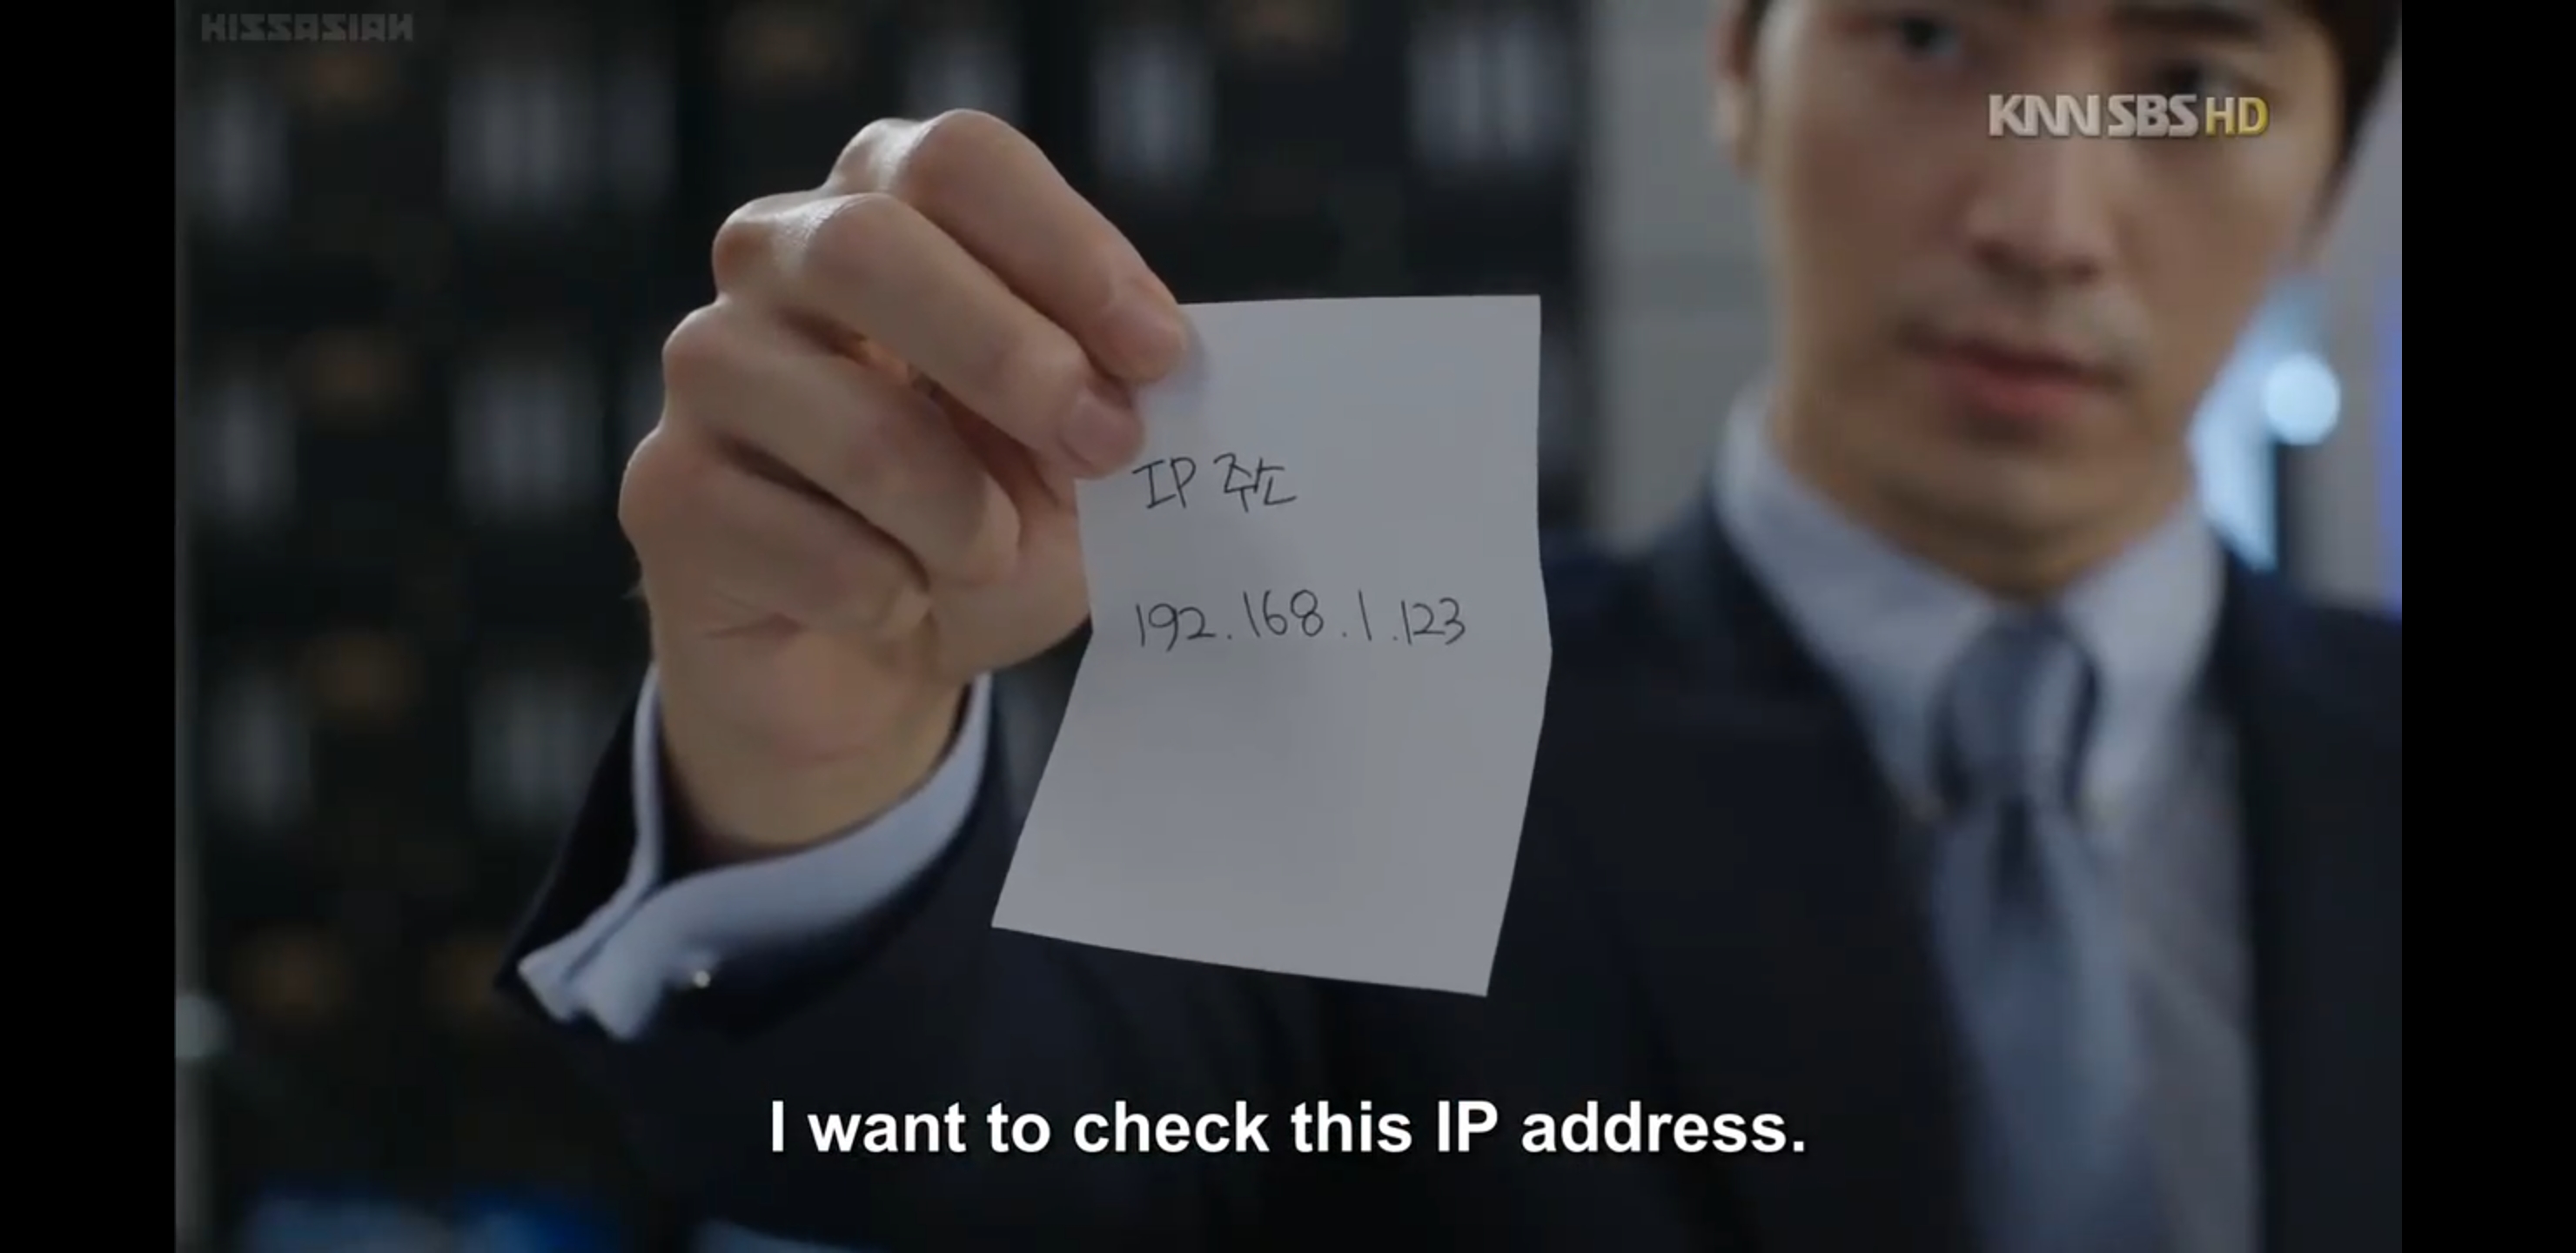 KISSASIAN
KNN SBS HD
IP 주소
192.168.1.123
I want to check this IP address.